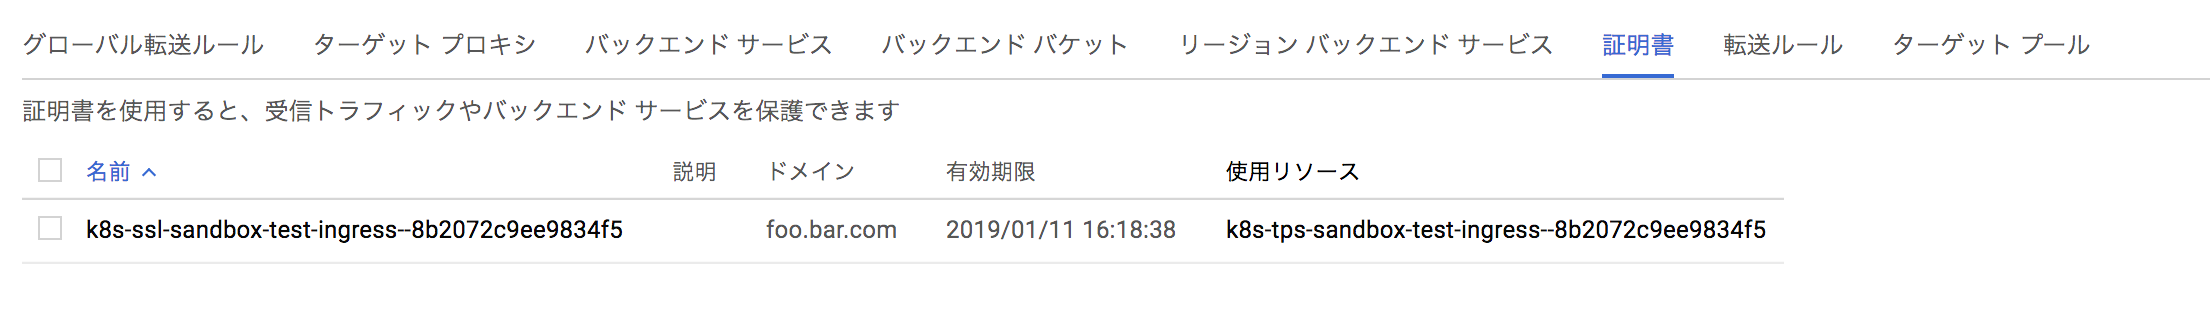 グローバル転送ルール ターゲット プロキシ バックエンド サービス バックエンド バケット リージョン バックエンド サービス 証明書 転送ルール ターゲット プール
証明書を使用すると、受信トラフィックやバックエンド サービスを保護できます
名前 説明 ドメイン 有効期限 使用リソース
k8s-ssl-sandbox-test-ingress--8b2072c9ee9834f5 foo.bar.com 2019/01/11 16:18:38 k8s-tps-sandbox-test-ingress--8b2072c9ee9834f5